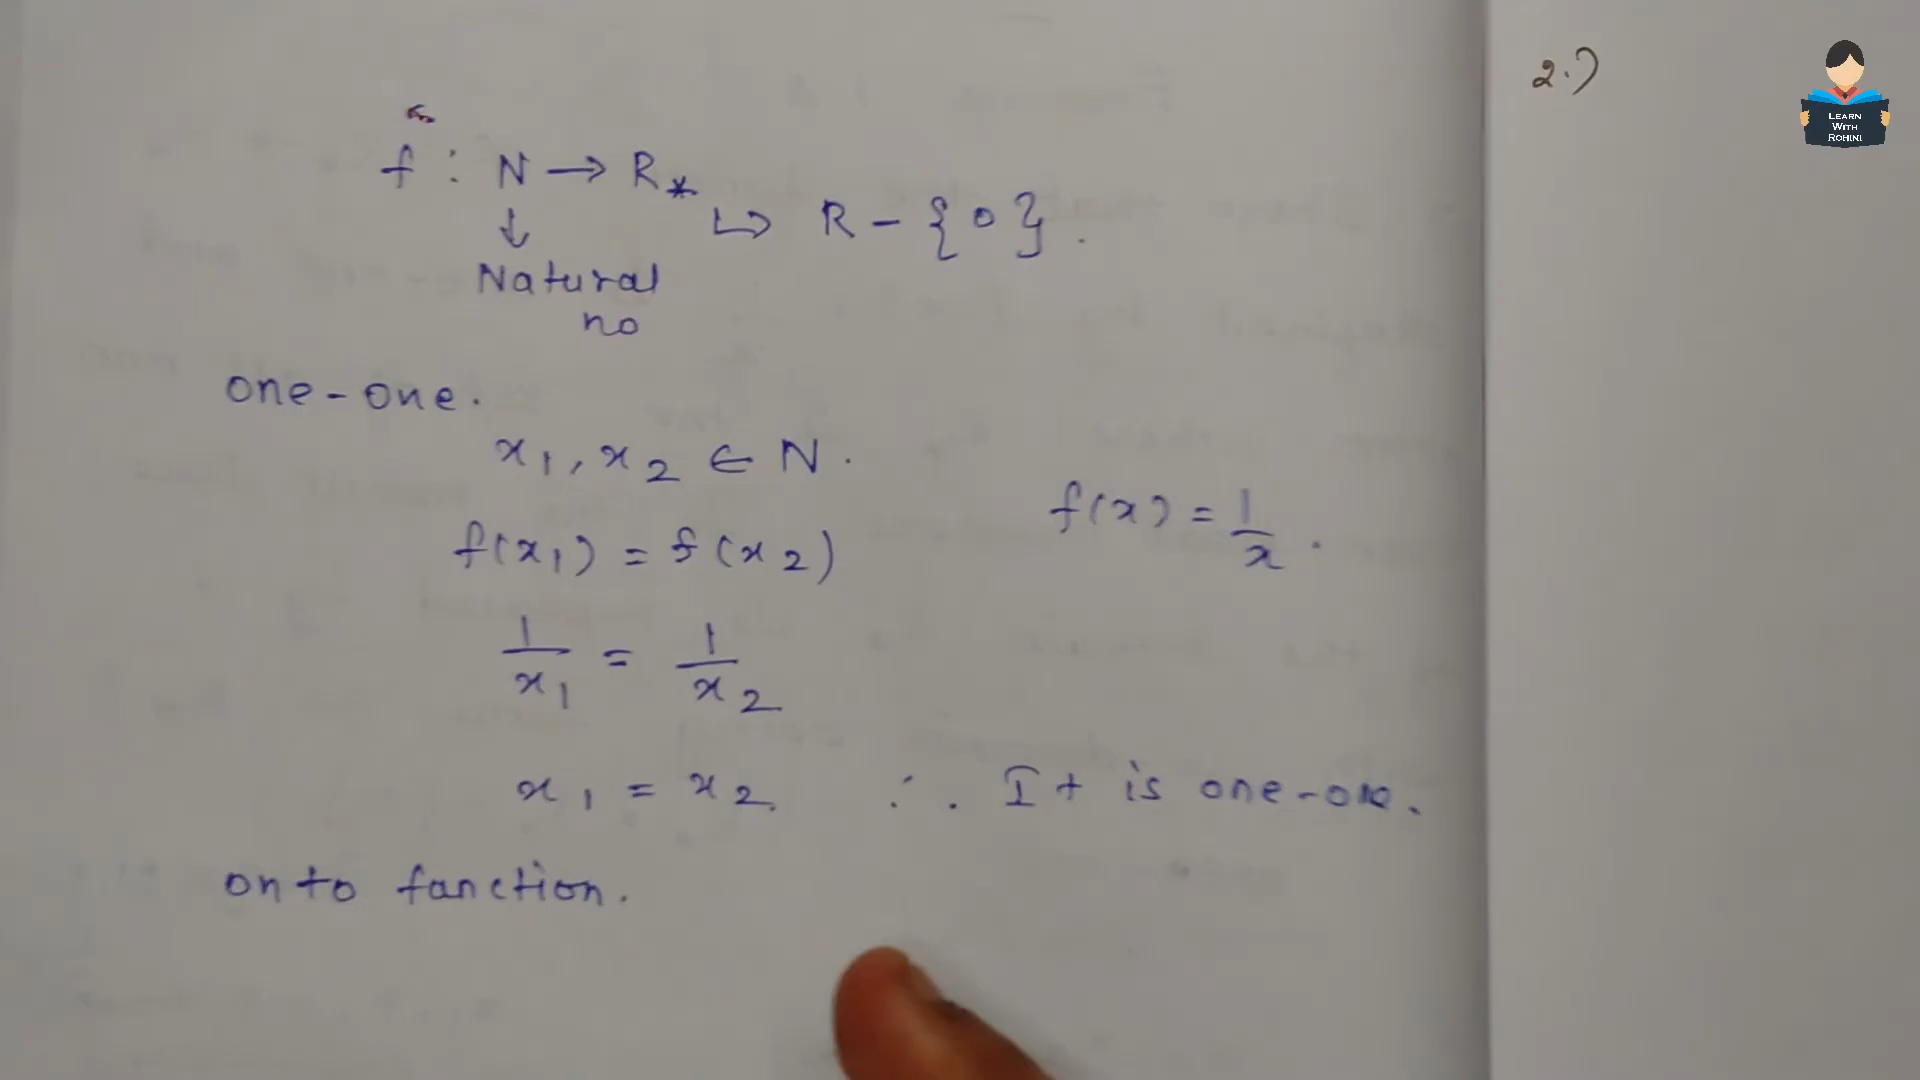 f : N → R*
↳ R - { 0 } .
↓
Natural
no
one-one.
x1, x2 ∈ N .
f(x) = 1/x .
f(x1) = f(x2)
1/x1 = 1/x2
x1 = x2. ∴ It is one-one.
onto fanction.
2.)
LEARN
WITH
ROHINI